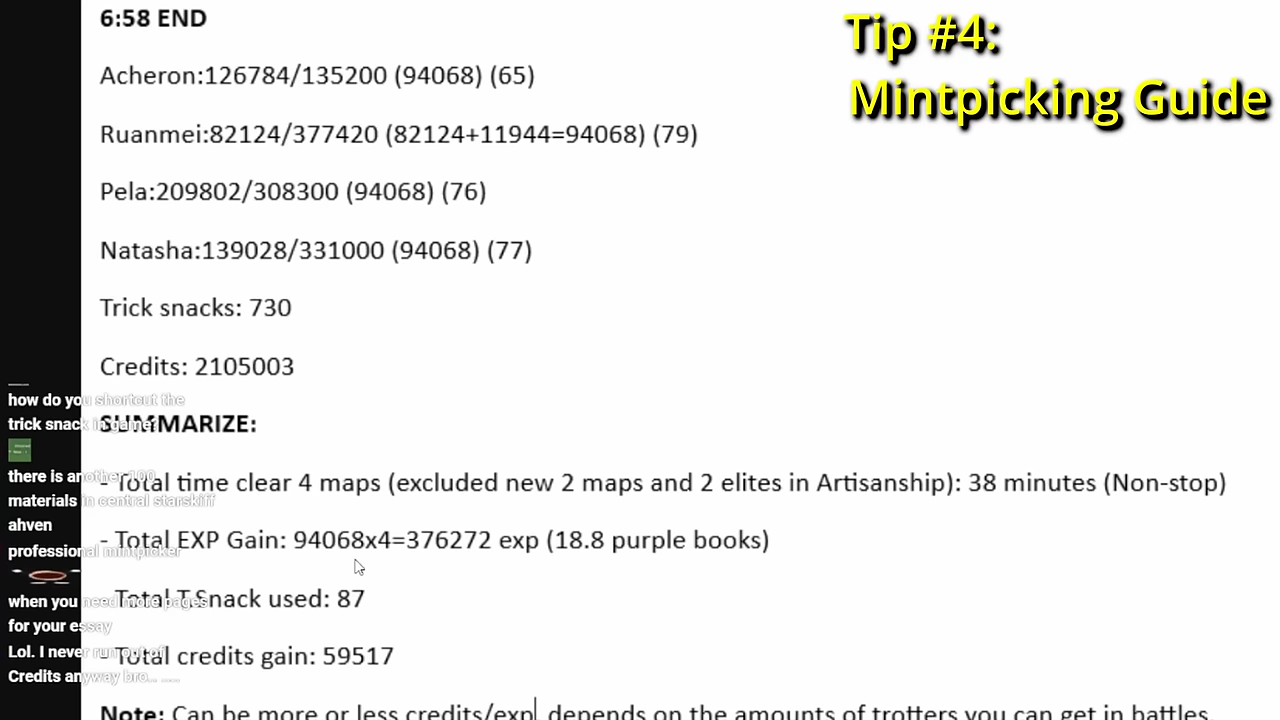 6:58 END
Tip #4:
Mintpicking Guide
Acheron:126784/135200 (94068) (65)
Ruanmei:82124/377420 (82124+11944=94068) (79)
Pela:209802/308300 (94068) (76)
Natasha:139028/331000 (94068) (77)
Trick snacks: 730
Credits: 2105003
SUMMARIZE:
- Total time clear 4 maps (excluded new 2 maps and 2 elites in Artisanship): 38 minutes (Non-stop)
- Total EXP Gain: 94068x4=376272 exp (18.8 purple books)
- Total T.Snack used: 87
- Total credits gain: 59517
Note: Can be more or less credits/exp, depends on the amounts of trotters you can get in battles
how do you shortcut the
trick snack in game?
there is another 100
materials in central starskiff
ahven
professional mintpicker
when you need more pages
for your essay
Lol. I never run out of
Credits anyway bro... .....